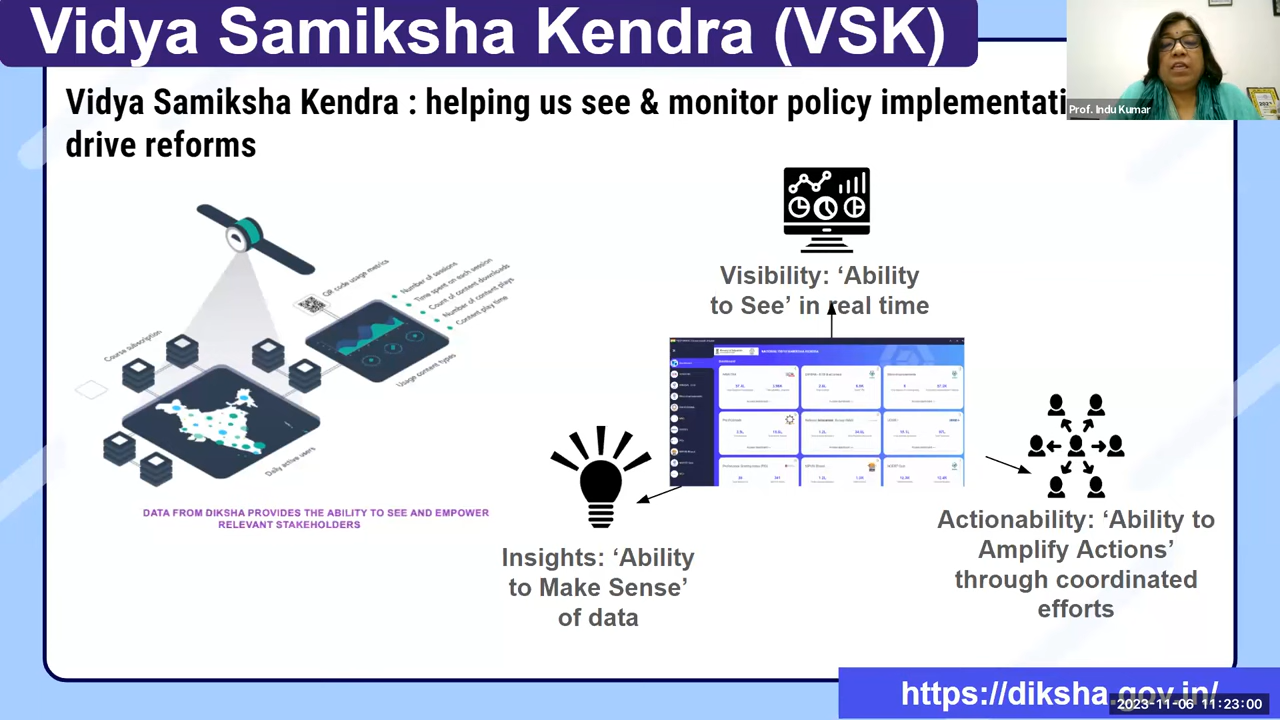 Vidya Samiksha Kendra (VSK)
Vidya Samiksha Kendra : helping us see & monitor policy implementati
drive reforms
Prof. Indu Kumar
QR code usage metrics
Number of sessions
Time spent on each session
Count of content downloads
Number of content plays
Content play time
Course subscription
Usage content types
Daily active users
DATA FROM DIKSHA PROVIDES THE ABILITY TO SEE AND EMPOWER
RELEVANT STAKEHOLDERS
Visibility: ‘Ability
to See’ in real time
Insights: ‘Ability
to Make Sense’
of data
Actionability: ‘Ability to
Amplify Actions’
through coordinated
efforts
https://diksha.gov.in/
2023-11-06 11:23:00